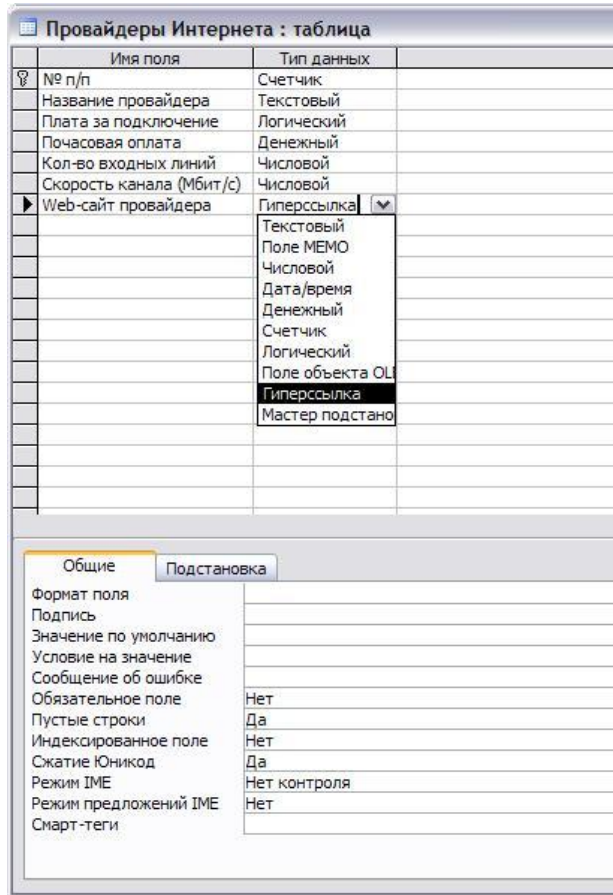 Провайдеры Интернета : таблица
Имя поля Тип данных
№ п/п Счетчик
Название провайдера Текстовый
Плата за подключение Логический
Почасовая оплата Денежный
Кол-во входных линий Числовой
Скорость канала (Мбит/с) Числовой
Web-сайт провайдера Гиперссылка
Текстовый
Поле MEMO
Числовой
Дата/время
Денежный
Счетчик
Логический
Поле объекта OLE
Гиперссылка
Мастер подстано
Общие Подстановка
Формат поля
Подпись
Значение по умолчанию
Условие на значение
Сообщение об ошибке
Обязательное поле Нет
Пустые строки Да
Индексированное поле Нет
Сжатие Юникод Да
Режим IME Нет контроля
Режим предложений IME Нет
Смарт-теги